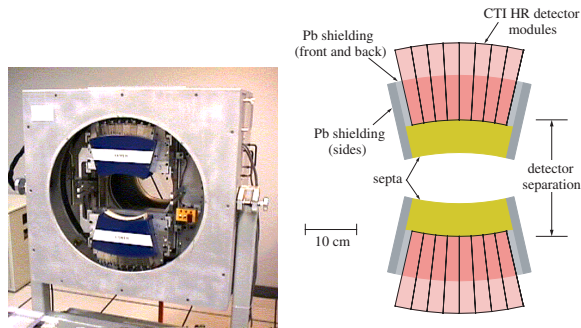 CTI HR detector
modules
Pb shielding
(front and back)
Pb shielding
(sides)
septa
detector
separation
10 cm